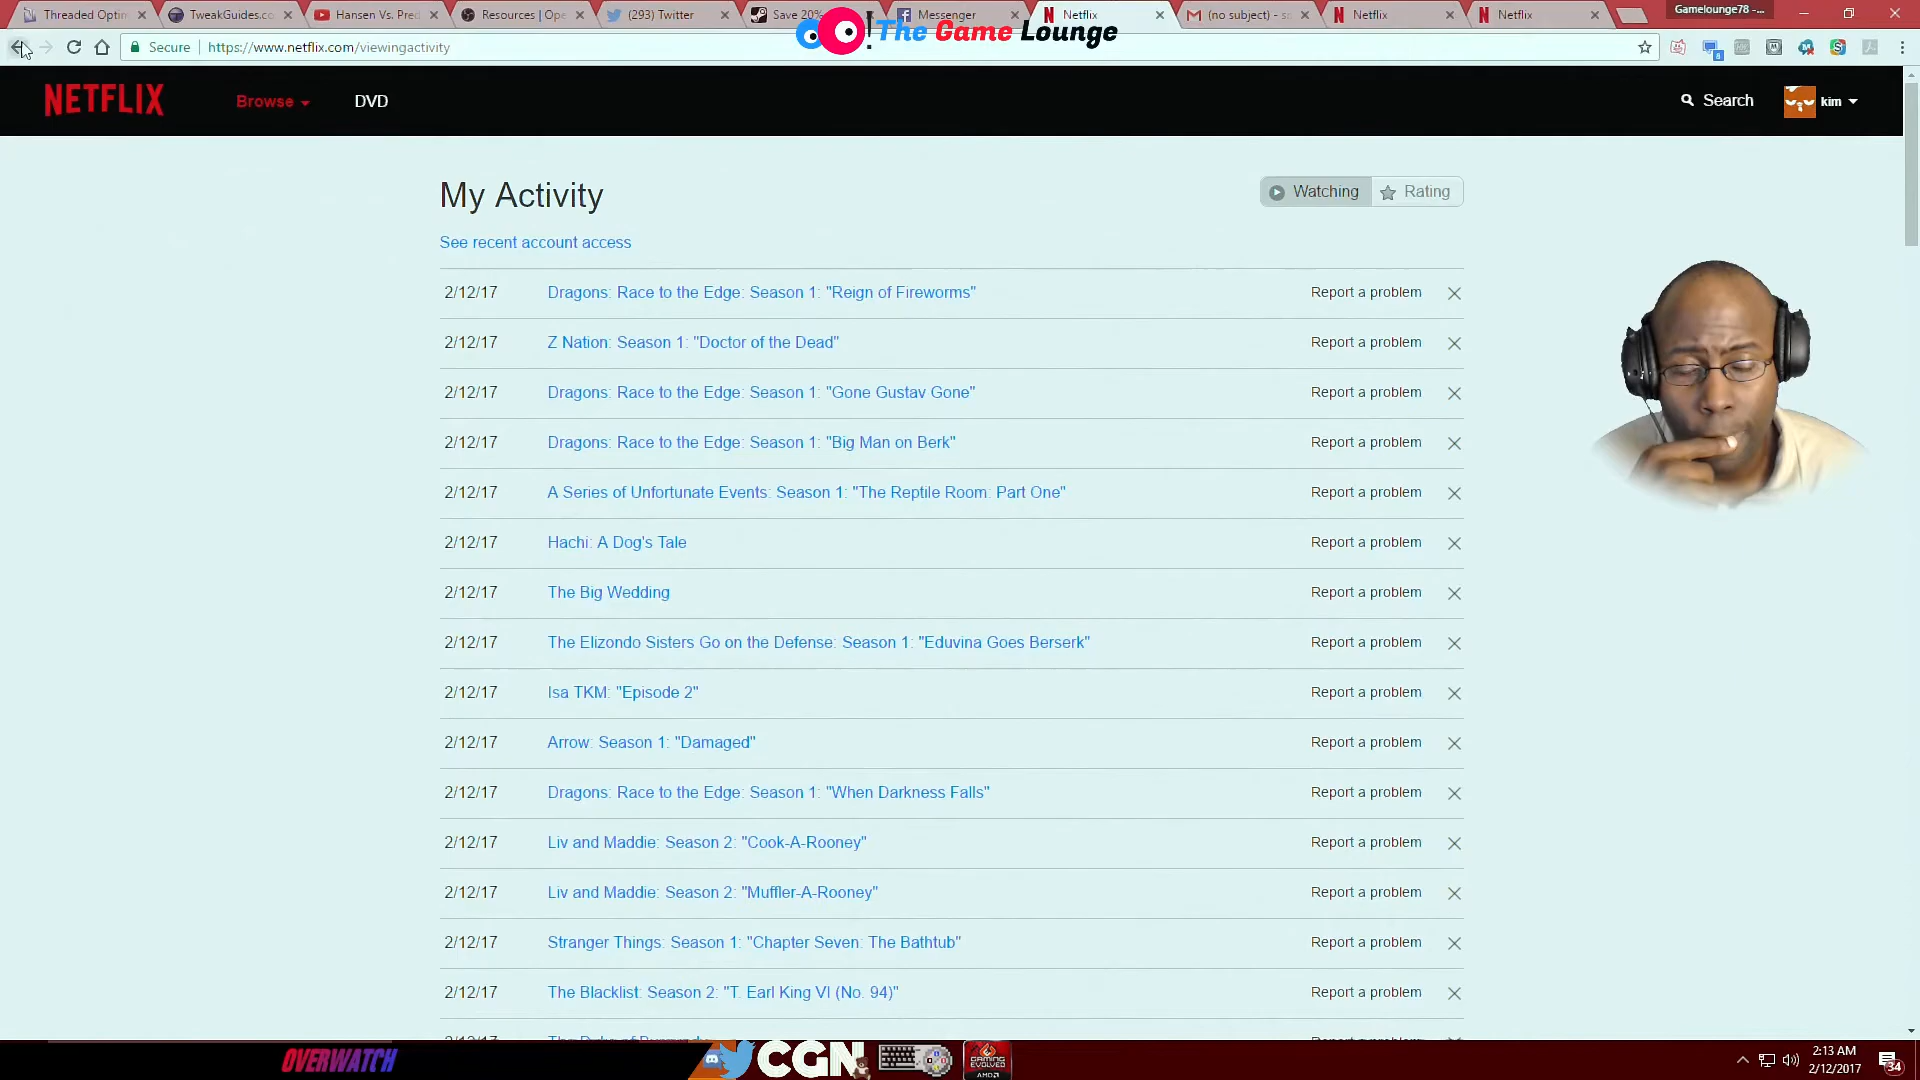 Threaded Opti
TweakGuides.co
Hansen Vs. Pred
Resources | Ope
(293) Twitter
Save 20%
Messenger
Netflix
(no subject) - s
Netflix
Netflix
Gamelounge78 - ...
! The Game Lounge
Secure
https://www.netflix.com/viewingactivity
NETFLIX
Browse
DVD
Search
kim
My Activity
Watching
Rating
See recent account access
2/12/17 Dragons: Race to the Edge: Season 1: "Reign of Fireworms" Report a problem
2/12/17 Z Nation: Season 1: "Doctor of the Dead" Report a problem
2/12/17 Dragons: Race to the Edge: Season 1: "Gone Gustav Gone" Report a problem
2/12/17 Dragons: Race to the Edge: Season 1: "Big Man on Berk" Report a problem
2/12/17 A Series of Unfortunate Events: Season 1: "The Reptile Room: Part One" Report a problem
2/12/17 Hachi: A Dog's Tale Report a problem
2/12/17 The Big Wedding Report a problem
2/12/17 The Elizondo Sisters Go on the Defense: Season 1: "Eduvina Goes Berserk" Report a problem
2/12/17 Isa TKM: "Episode 2" Report a problem
2/12/17 Arrow: Season 1: "Damaged" Report a problem
2/12/17 Dragons: Race to the Edge: Season 1: "When Darkness Falls" Report a problem
2/12/17 Liv and Maddie: Season 2: "Cook-A-Rooney" Report a problem
2/12/17 Liv and Maddie: Season 2: "Muffler-A-Rooney" Report a problem
2/12/17 Stranger Things: Season 1: "Chapter Seven: The Bathtub" Report a problem
2/12/17 The Blacklist: Season 2: "T. Earl King VI (No. 94)" Report a problem
OVERWATCH
CGN
GAMING
EVOLVED
AMD
2:13 AM
2/12/2017
34